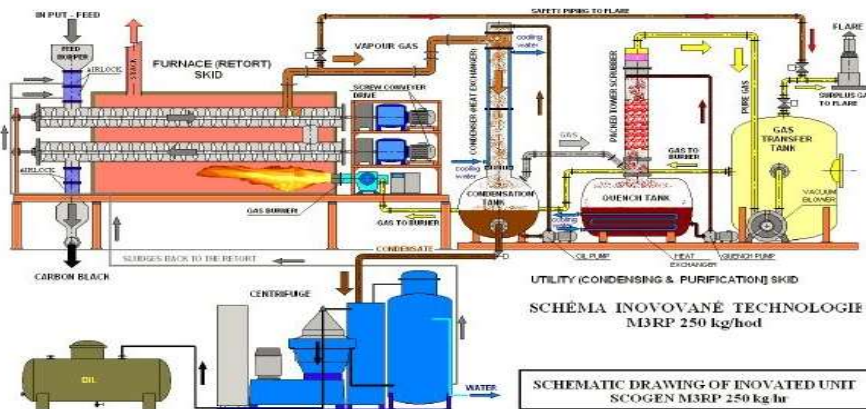 SAFETY PIPING TO FLARE
INPUT - FEED
FEED
HOPPER
AIRLOCK
STACK
FURNACE (RETORT)
SKID
VAPOUR GAS
SCREW CONVEYER
DRIVE
cooling
water
CONDENSER (HEAT EXCHANGER)
PACKED TOWER SCRUBBER
PURE GAS
FLARE
SURPLUS GAS
TO FLARE
GAS
TRANSFER
TANK
GAS
GAS TO
BURNER
cooling
water
AIRLOCK
CONDENSATION
TANK
QUENCH TANK
VACUUM
BLOWER
GAS BURNER
GAS TO BURNER
cooling
water
CONDENSATE
OIL PUMP
HEAT
EXCHANGER
QUENCH PUMP
CARBON BLACK
SLUDGES BACK TO THE RETORT
UTILITY (CONDENSING & PURIFICATION) SKID
CENTRIFUGE
SCHÉMA INOVOVANÉ TECHNOLOGIE
M3RP 250 kg/hod
OIL
WATER
SCHEMATIC DRAWING OF INOVATED UNIT
SCOGEN M3RP 250 kg/hr